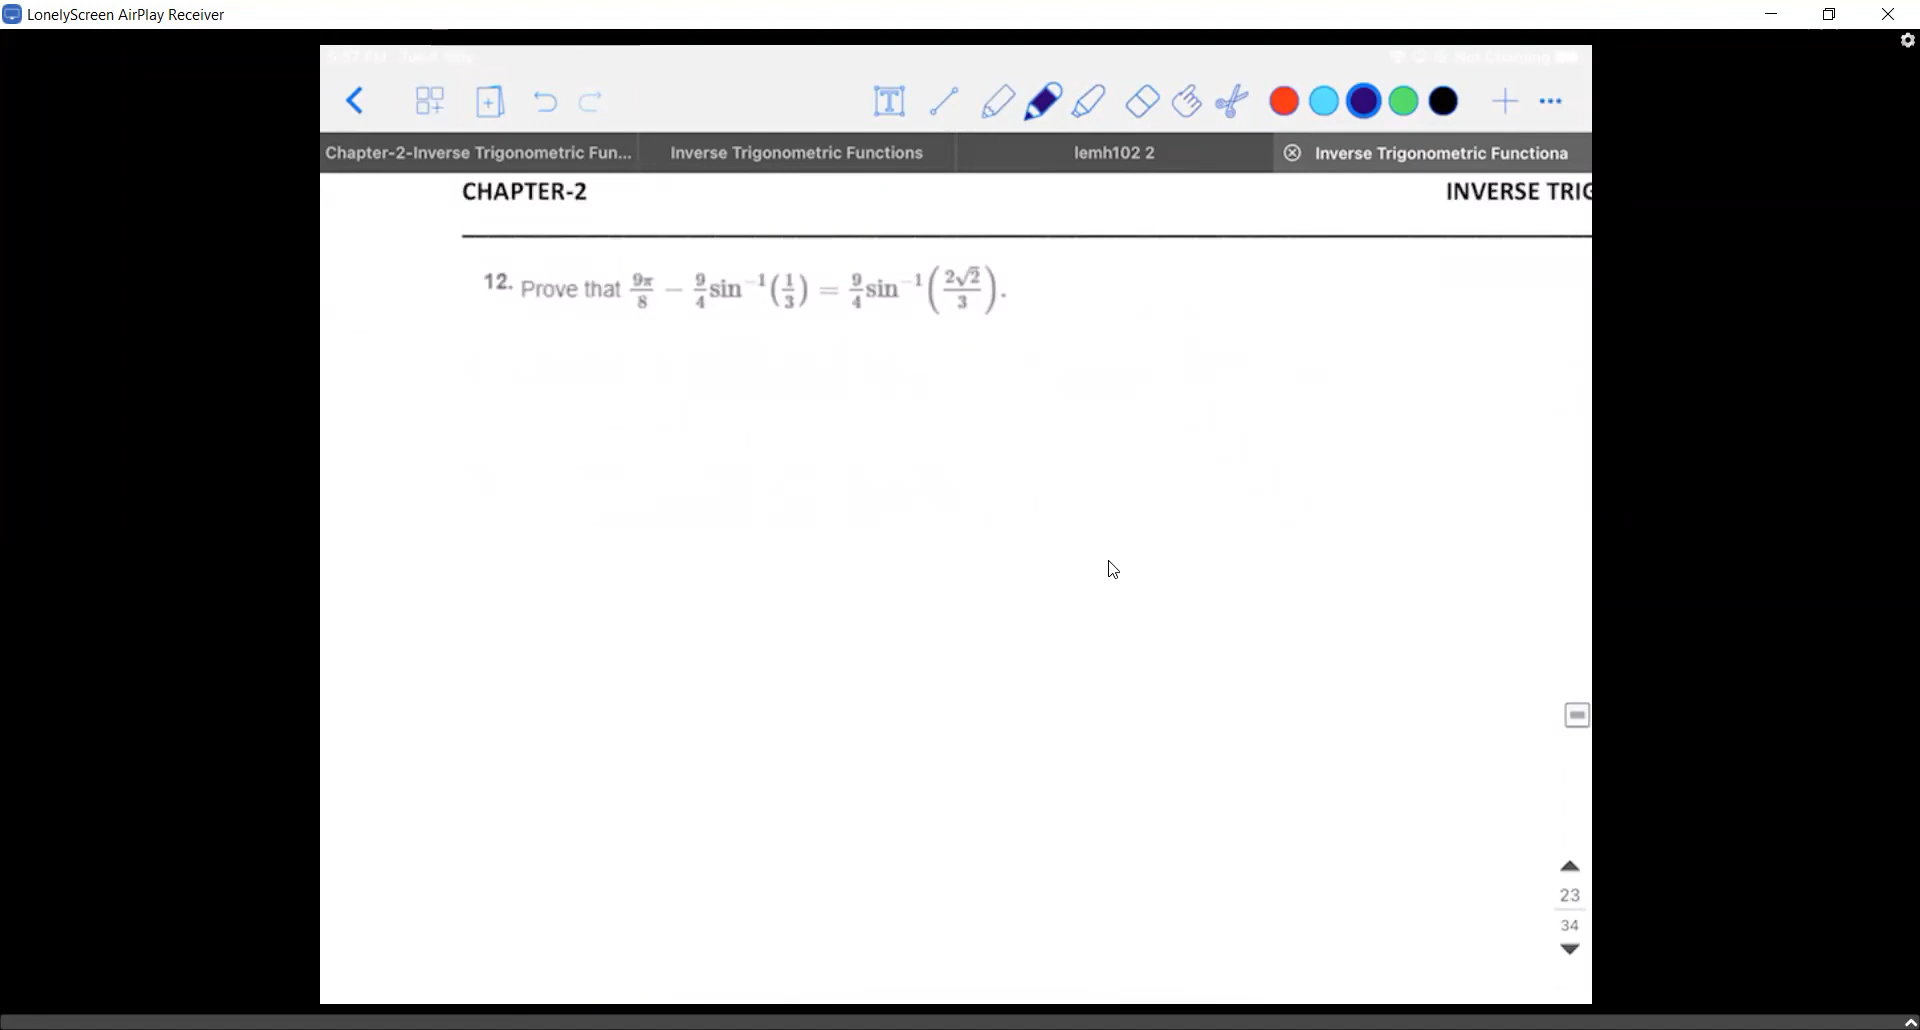 LonelyScreen AirPlay Receiver
Chapter-2-Inverse Trigonometric Fun... Inverse Trigonometric Functions lemh102 2 Inverse Trigonometric Functiona
CHAPTER-2 INVERSE TRIG
12. Prove that 9π/8 − 9/4 sin⁻¹(1/3) = 9/4 sin⁻¹(2√2/3).
23
34